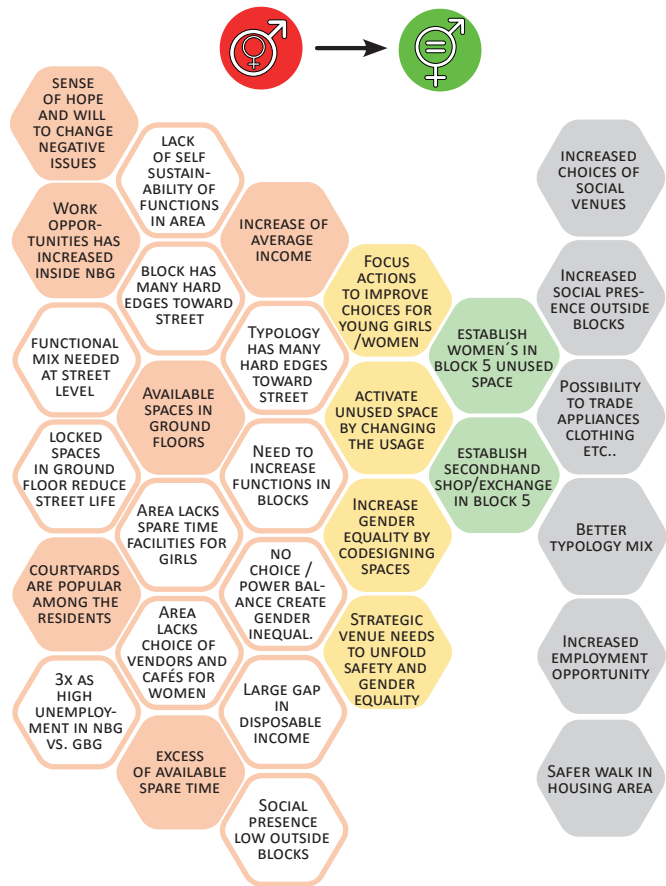 SENSE
OF HOPE
AND WILL
TO CHANGE
NEGATIVE
ISSUES
WORK
OPPOR-
TUNITIES HAS
INCREASED
INSIDE NBG
FUNCTIONAL
MIX NEEDED
AT STREET
LEVEL
LOCKED
SPACES
IN GROUND
FLOOR REDUCE
STREET LIFE
COURTYARDS
ARE POPULAR
AMONG THE
RESIDENTS
3X AS
HIGH
UNEMPLOY-
MENT IN NBG
VS. GBG
LACK
OF SELF
SUSTAIN-
ABILITY OF
FUNCTIONS
IN AREA
BLOCK HAS
MANY HARD
EDGES TOWARD
STREET
AVAILABLE
SPACES IN
GROUND
FLOORS
AREA LACKS
SPARE TIME
FACILITIES FOR
GIRLS
AREA
LACKS
CHOICE OF
VENDORS AND
CAFÉS FOR
WOMEN
EXCESS
OF AVAILABLE
SPARE TIME
INCREASE OF
AVERAGE
INCOME
TYPOLOGY
HAS MANY
HARD EDGES
TOWARD
STREET
NEED TO
INCREASE
FUNCTIONS IN
BLOCKS
NO
CHOICE /
POWER BAL-
ANCE CREATE
GENDER
INEQUAL.
LARGE GAP
IN
DISPOSABLE
INCOME
SOCIAL
PRESENCE
LOW OUTSIDE
BLOCKS
FOCUS
ACTIONS
TO IMPROVE
CHOICES FOR
YOUNG GIRLS
/WOMEN
ACTIVATE
UNUSED SPACE
BY CHANGING
THE USAGE
INCREASE
GENDER
EQUALITY BY
CODESIGNING
SPACES
STRATEGIC
VENUE NEEDS
TO UNFOLD
SAFETY AND
GENDER
EQUALITY
ESTABLISH
WOMEN´S IN
BLOCK 5 UNUSED
SPACE
ESTABLISH
SECONDHAND
SHOP/EXCHANGE
IN BLOCK 5
INCREASED
CHOICES OF
SOCIAL
VENUES
INCREASED
SOCIAL PRES-
ENCE OUTSIDE
BLOCKS
POSSIBILITY
TO TRADE
APPLIANCES
CLOTHING
ETC..
BETTER
TYPOLOGY MIX
INCREASED
EMPLOYMENT
OPPORTUNITY
SAFER WALK IN
HOUSING AREA